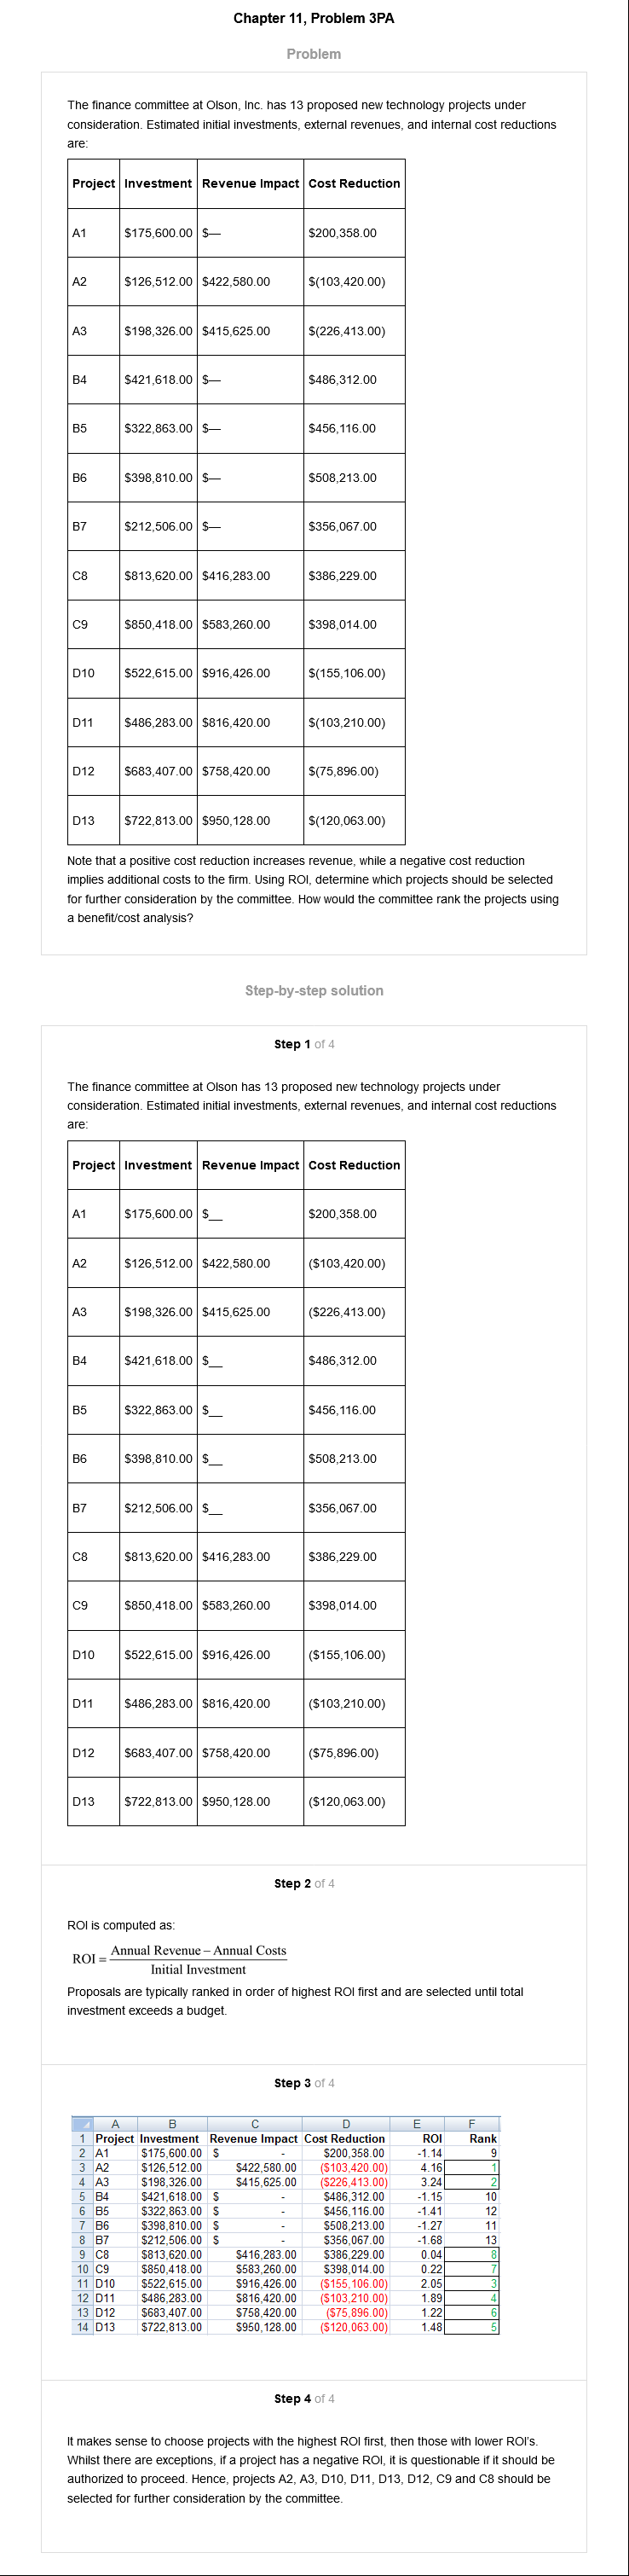 Chapter 11, Problem 3PA
Problem
The finance committee at Olson, Inc. has 13 proposed new technology projects under
consideration. Estimated initial investments, external revenues, and internal cost reductions
are:
Project Investment Revenue Impact Cost Reduction
A1 $175,600.00 $— $200,358.00
A2 $126,512.00 $422,580.00 $(103,420.00)
A3 $198,326.00 $415,625.00 $(226,413.00)
B4 $421,618.00 $— $486,312.00
B5 $322,863.00 $— $456,116.00
B6 $398,810.00 $— $508,213.00
B7 $212,506.00 $— $356,067.00
C8 $813,620.00 $416,283.00 $386,229.00
C9 $850,418.00 $583,260.00 $398,014.00
D10 $522,615.00 $916,426.00 $(155,106.00)
D11 $486,283.00 $816,420.00 $(103,210.00)
D12 $683,407.00 $758,420.00 $(75,896.00)
D13 $722,813.00 $950,128.00 $(120,063.00)
Note that a positive cost reduction increases revenue, while a negative cost reduction
implies additional costs to the firm. Using ROI, determine which projects should be selected
for further consideration by the committee. How would the committee rank the projects using
a benefit/cost analysis?
Step-by-step solution
Step 1 of 4
The finance committee at Olson has 13 proposed new technology projects under
consideration. Estimated initial investments, external revenues, and internal cost reductions
are:
Project Investment Revenue Impact Cost Reduction
A1 $175,600.00 $__ $200,358.00
A2 $126,512.00 $422,580.00 ($103,420.00)
A3 $198,326.00 $415,625.00 ($226,413.00)
B4 $421,618.00 $__ $486,312.00
B5 $322,863.00 $__ $456,116.00
B6 $398,810.00 $__ $508,213.00
B7 $212,506.00 $__ $356,067.00
C8 $813,620.00 $416,283.00 $386,229.00
C9 $850,418.00 $583,260.00 $398,014.00
D10 $522,615.00 $916,426.00 ($155,106.00)
D11 $486,283.00 $816,420.00 ($103,210.00)
D12 $683,407.00 $758,420.00 ($75,896.00)
D13 $722,813.00 $950,128.00 ($120,063.00)
Step 2 of 4
ROI is computed as:
Annual Revenue – Annual Costs
ROI =
Initial Investment
Proposals are typically ranked in order of highest ROI first and are selected until total
investment exceeds a budget.
Step 3 of 4
A B C D E F
1 Project Investment Revenue Impact Cost Reduction ROI Rank
2 A1 $175,600.00 $ - $200,358.00 -1.14 9
3 A2 $126,512.00 $422,580.00 ($103,420.00) 4.16 1
4 A3 $198,326.00 $415,625.00 ($226,413.00) 3.24 2
5 B4 $421,618.00 $ - $486,312.00 -1.15 10
6 B5 $322,863.00 $ - $456,116.00 -1.41 12
7 B6 $398,810.00 $ - $508,213.00 -1.27 11
8 B7 $212,506.00 $ - $356,067.00 -1.68 13
9 C8 $813,620.00 $416,283.00 $386,229.00 0.04 8
10 C9 $850,418.00 $583,260.00 $398,014.00 0.22 7
11 D10 $522,615.00 $916,426.00 ($155,106.00) 2.05 3
12 D11 $486,283.00 $816,420.00 ($103,210.00) 1.89 4
13 D12 $683,407.00 $758,420.00 ($75,896.00) 1.22 6
14 D13 $722,813.00 $950,128.00 ($120,063.00) 1.48 5
Step 4 of 4
It makes sense to choose projects with the highest ROI first, then those with lower ROI's.
Whilst there are exceptions, if a project has a negative ROI, it is questionable if it should be
authorized to proceed. Hence, projects A2, A3, D10, D11, D13, D12, C9 and C8 should be
selected for further consideration by the committee.